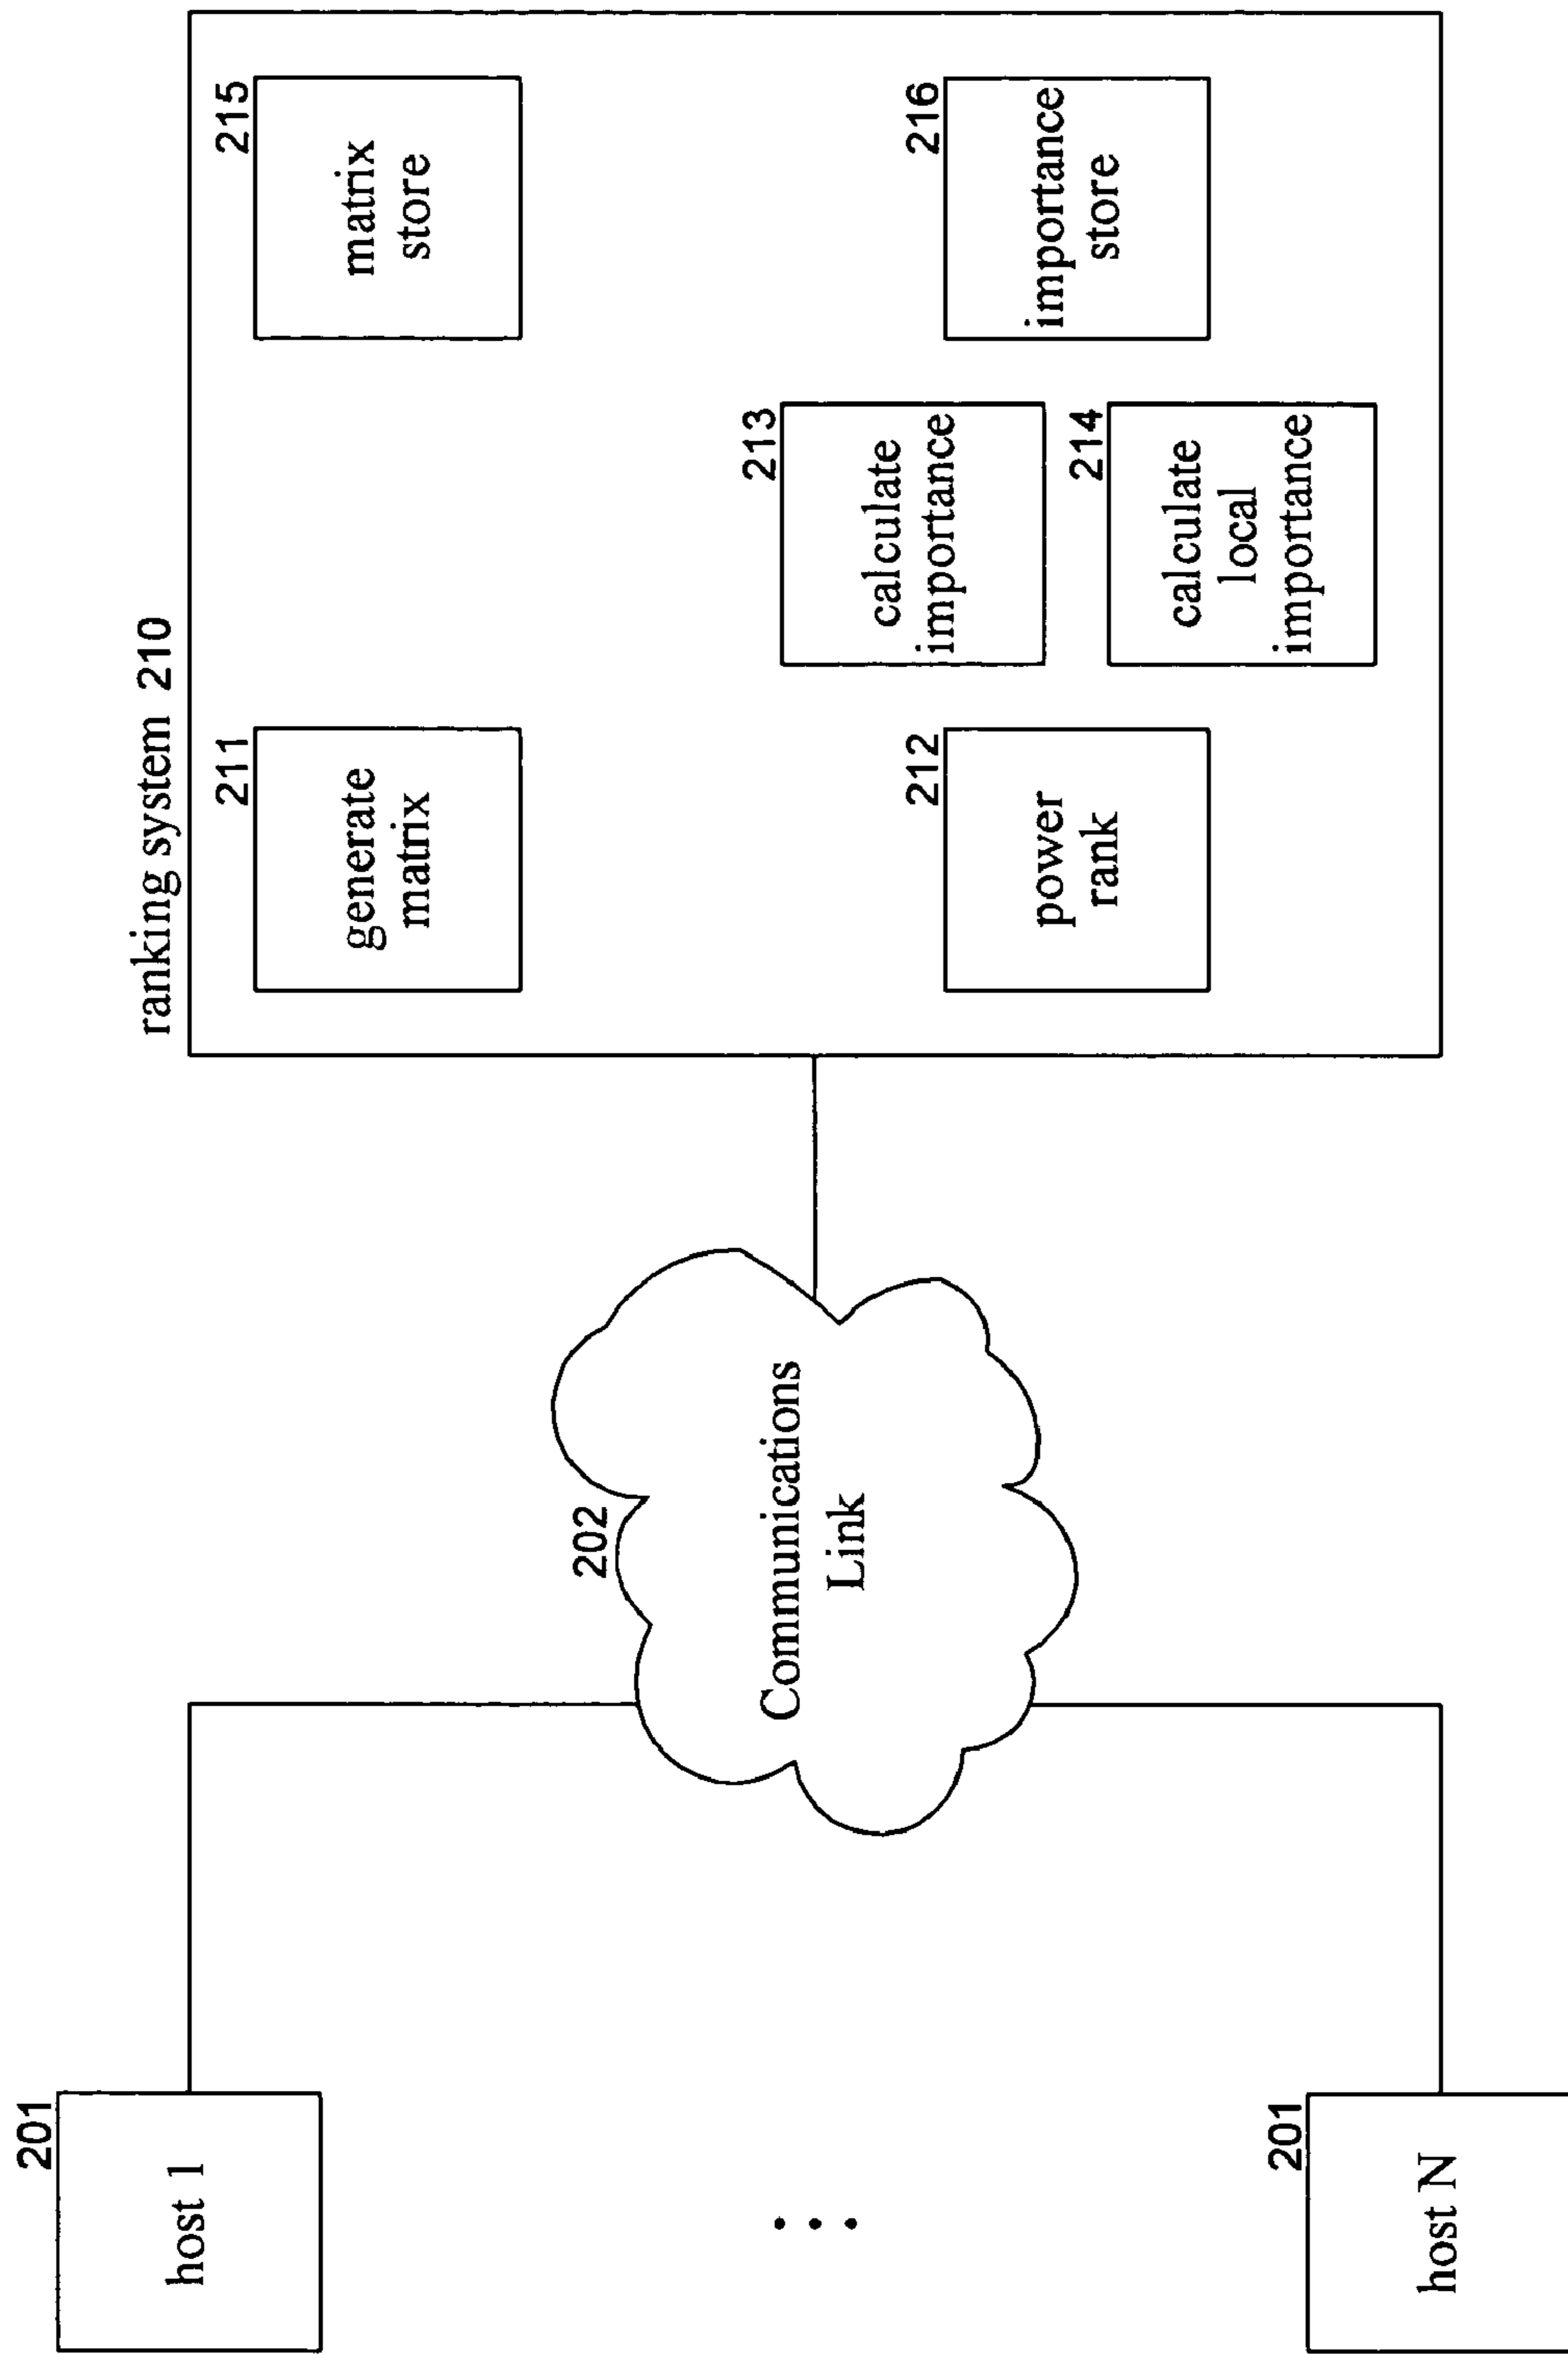 201
host 1
201
host N
202
Communications
Link
ranking system 210
211
generate
matrix
215
matrix
store
212
power
rank
213
calculate
importance
214
calculate
local
importance
216
importance
store